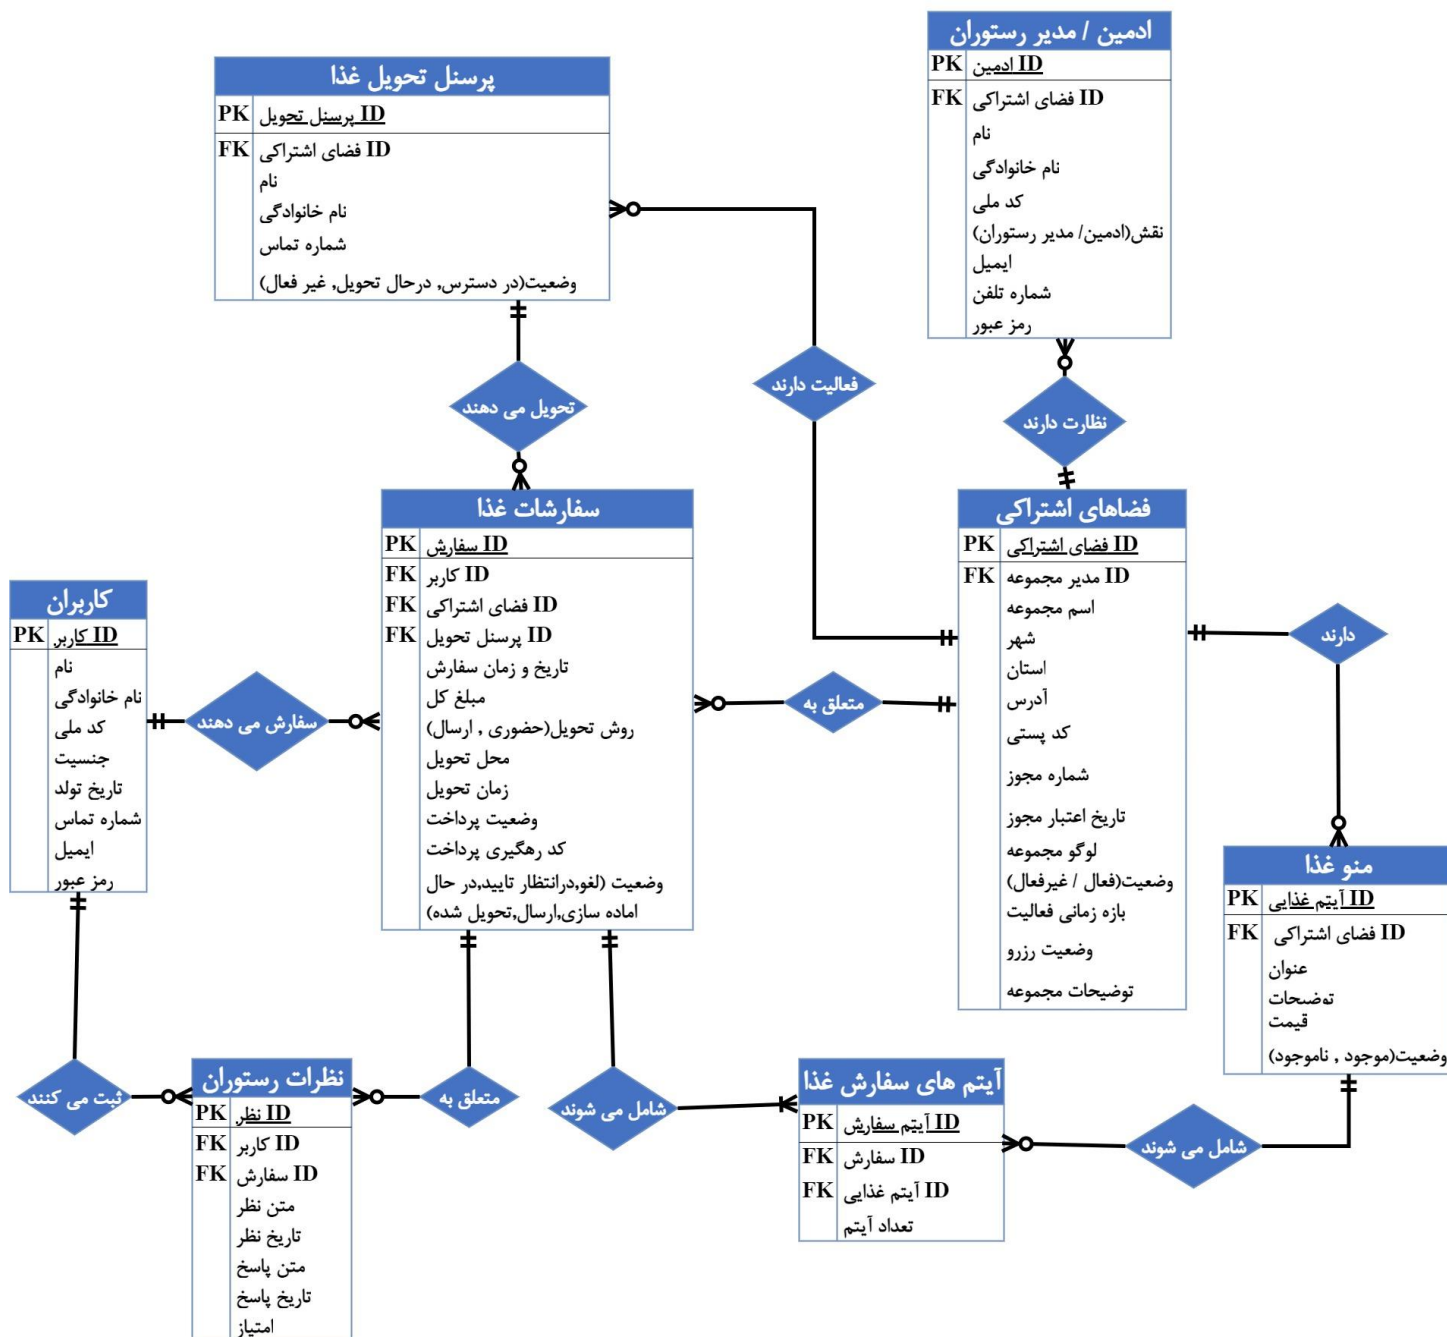 ادمین / مدیر رستوران
PK ID ادمین
FK ID فضای اشتراکی
نام
نام خانوادگی
کد ملی
نقش(ادمین/ مدیر رستوران)
ایمیل
شماره تلفن
رمز عبور
پرسنل تحویل غذا
PK ID پرسنل تحویل
FK ID فضای اشتراکی
نام
نام خانوادگی
شماره تماس
وضعیت(در دسترس, درحال تحویل, غیر فعال)
فعالیت دارند
نظارت دارند
تحویل می دهند
سفارشات غذا
PK ID سفارش
FK ID کاربر
FK ID فضای اشتراکی
FK ID پرسنل تحویل
تاریخ و زمان سفارش
مبلغ کل
روش تحویل(حضوری , ارسال)
محل تحویل
زمان تحویل
وضعیت پرداخت
کد رهگیری پرداخت
وضعیت (لغو,درانتظار تایید,در حال
اماده سازی,ارسال,تحویل شده)
فضاهای اشتراکی
PK ID فضای اشتراکی
FK ID مدیر مجموعه
اسم مجموعه
شهر
استان
آدرس
کد پستی
شماره مجوز
تاریخ اعتبار مجوز
لوگو مجموعه
وضعیت(فعال / غیرفعال)
بازه زمانی فعالیت
وضعیت رزرو
توضیحات مجموعه
کاربران
PK ID کاربر
نام
نام خانوادگی
کد ملی
جنسیت
تاریخ تولد
شماره تماس
ایمیل
رمز عبور
سفارش می دهند
متعلق به
دارند
منو غذا
PK ID آیتم غذایی
FK ID فضای اشتراکی
عنوان
توضیحات
قیمت
وضعیت(موجود , ناموجود)
ثبت می کنند
نظرات رستوران
PK ID نظر
FK ID کاربر
FK ID سفارش
متن نظر
تاریخ نظر
متن پاسخ
تاریخ پاسخ
امتیاز
متعلق به
شامل می شوند
آیتم های سفارش غذا
PK ID آیتم سفارش
FK ID سفارش
FK ID آیتم غذایی
تعداد آیتم
شامل می شوند